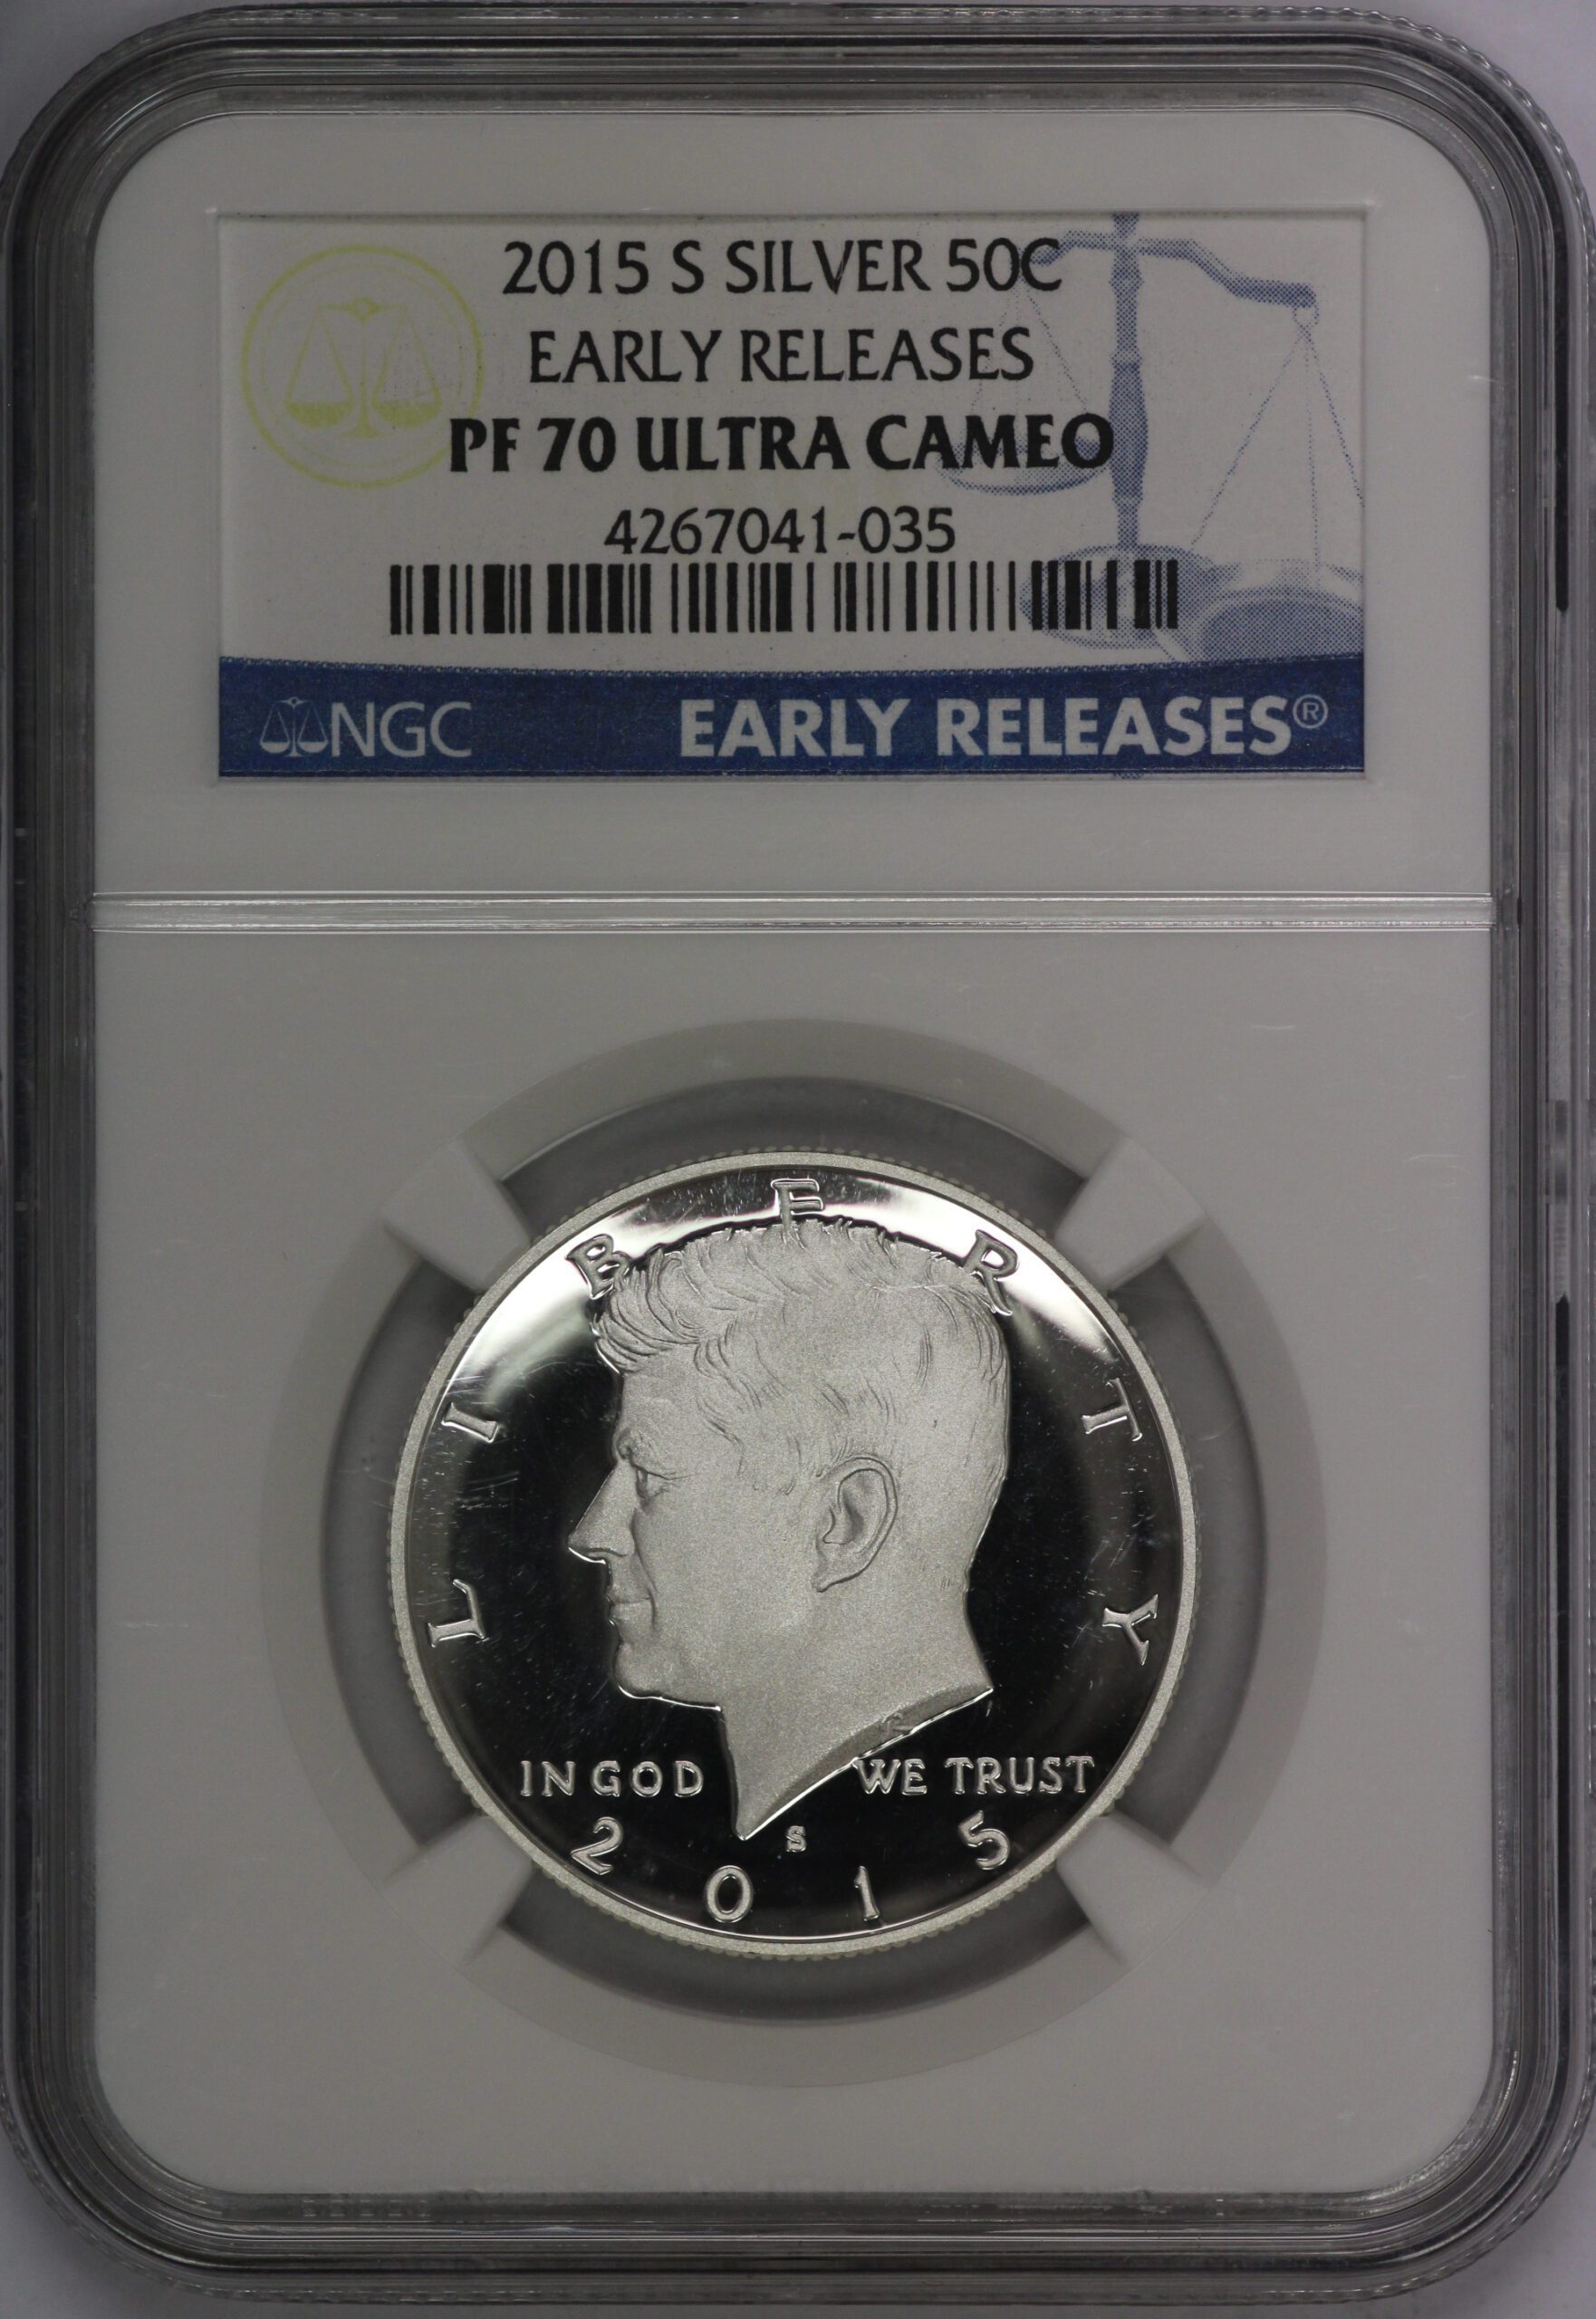 2015 S SILVER 50C
EARLY RELEASES
PF 70 ULTRA CAMEO
4267041-035
NGC EARLY RELEASES®
LIBERTY
IN GOD WE TRUST
S
2015